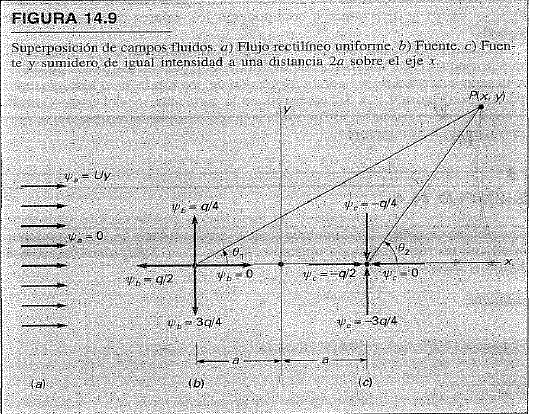 FIGURA 14.9
Superposición de campos fluidos. a) Flujo rectilíneo uniforme. b) Fuente. c) Fuen-
te y sumidero de igual intensidad a una distancia 2a sobre el eje x.
P(x, y)
y
ψa = Uy
ψb = q/4
ψc = -q/4
ψa = 0
θ1
θ2
x
ψb = q/2
ψb = 0
ψc = -q/2
ψc = 0
ψb = 3q/4
ψc = -3q/4
a
a
(a)
(b)
(c)